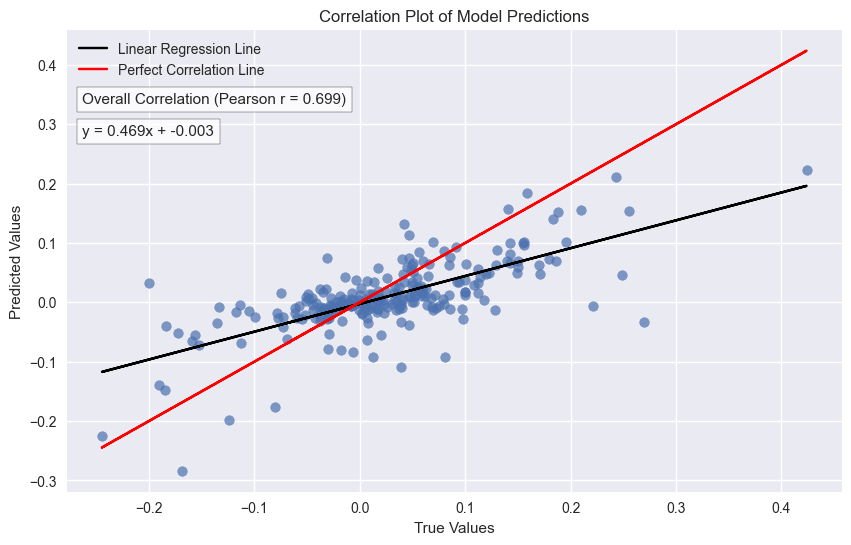 Correlation Plot of Model Predictions
Linear Regression Line
Perfect Correlation Line
Overall Correlation (Pearson r = 0.699)
y = 0.469x + -0.003
0.4
0.3
0.2
0.1
0.0
−0.1
−0.2
−0.3
Predicted Values
−0.2 −0.1 0.0 0.1 0.2 0.3 0.4
True Values